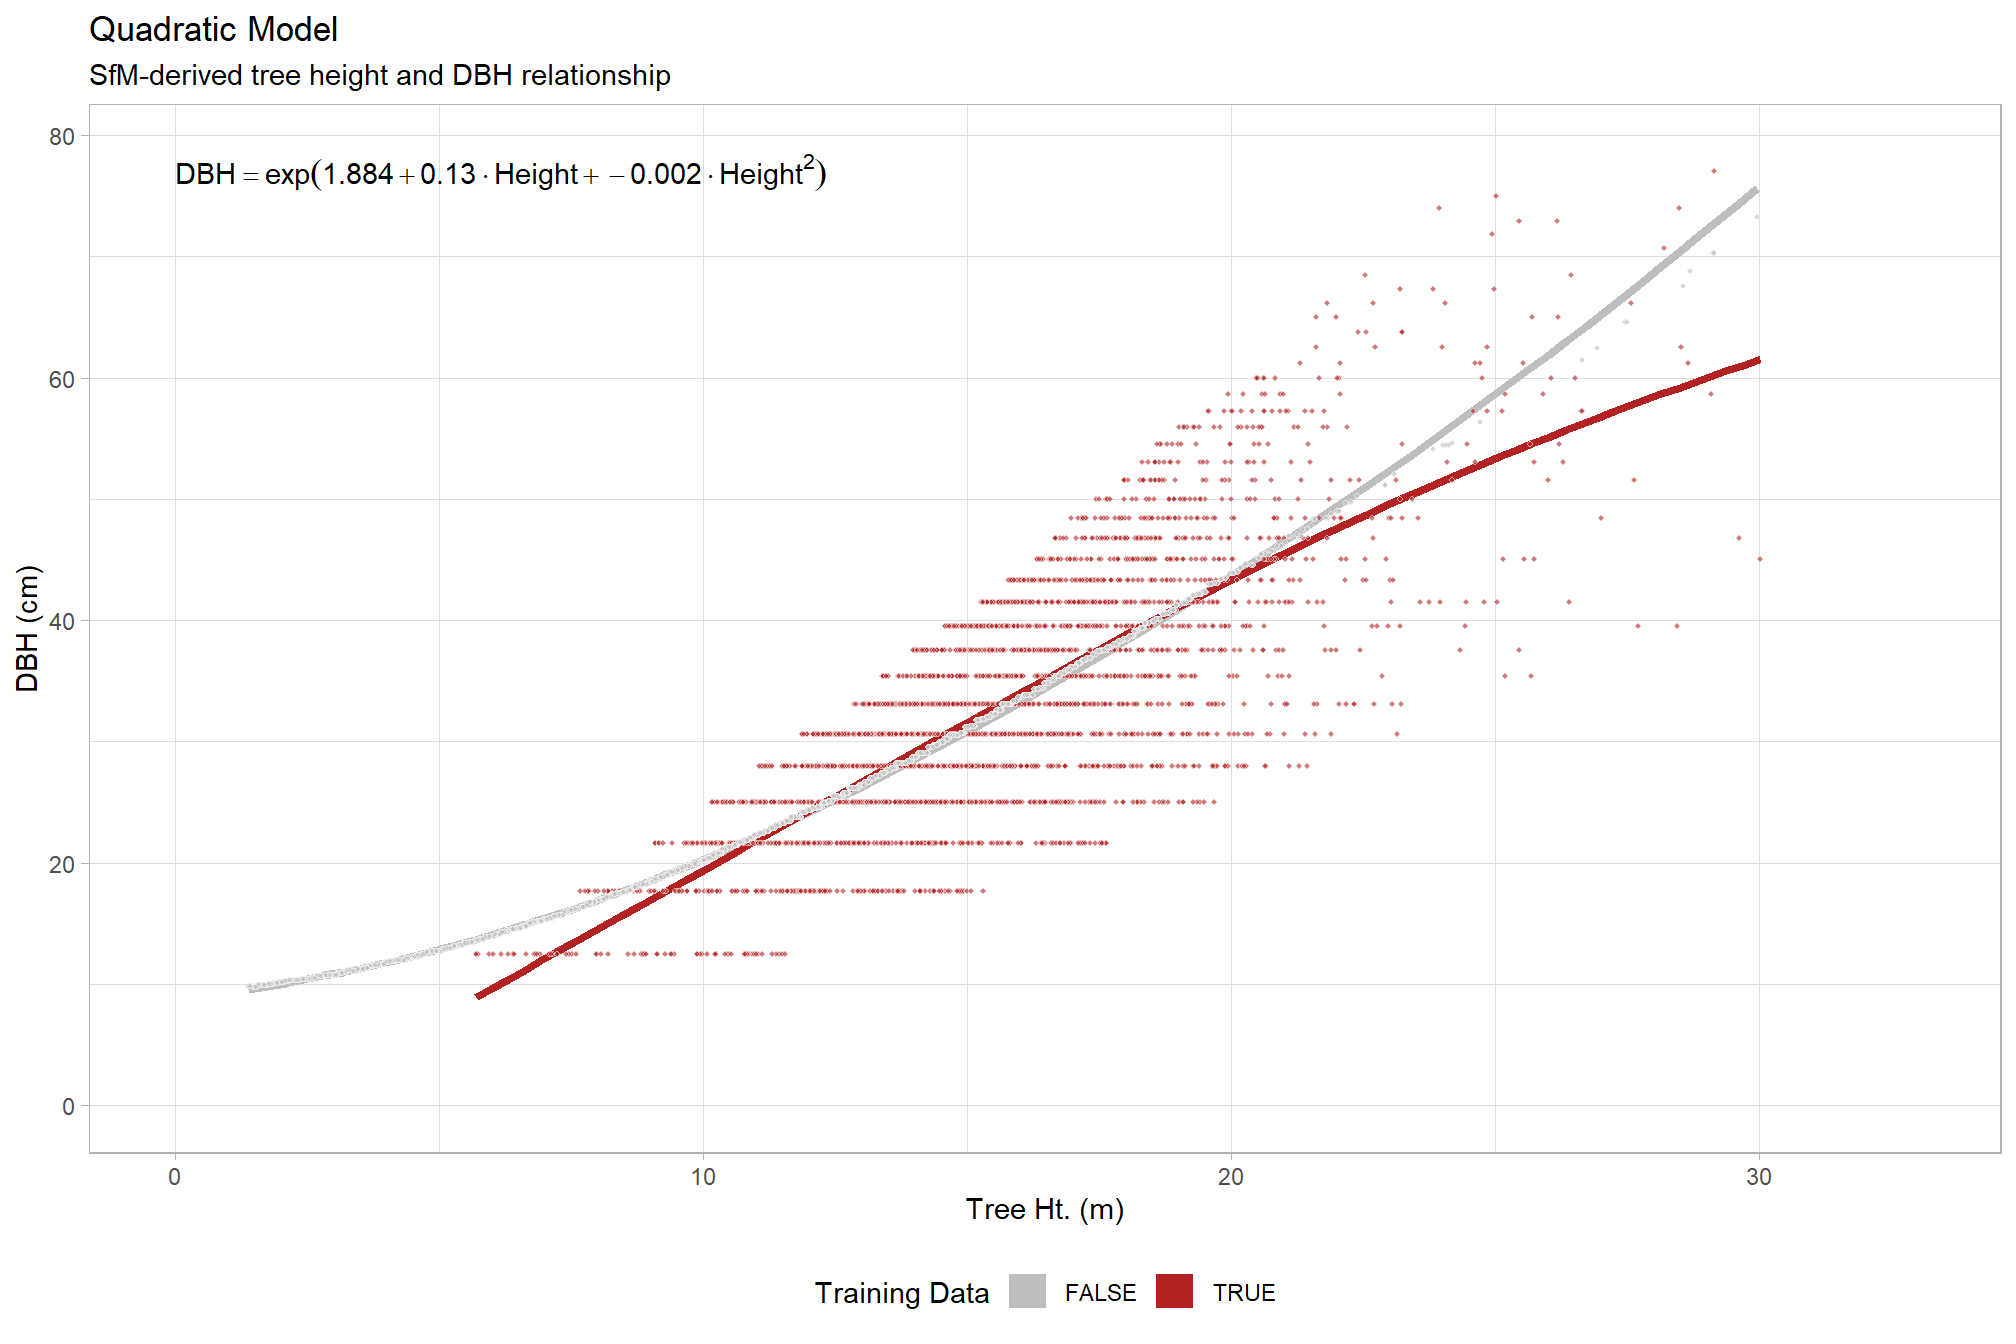 Quadratic Model
SfM-derived tree height and DBH relationship
80
DBH = exp(1.884 + 0.13 · Height + − 0.002 · Height²)
60
40
20
0
DBH (cm)
0 10 20 30
Tree Ht. (m)
Training Data FALSE TRUE